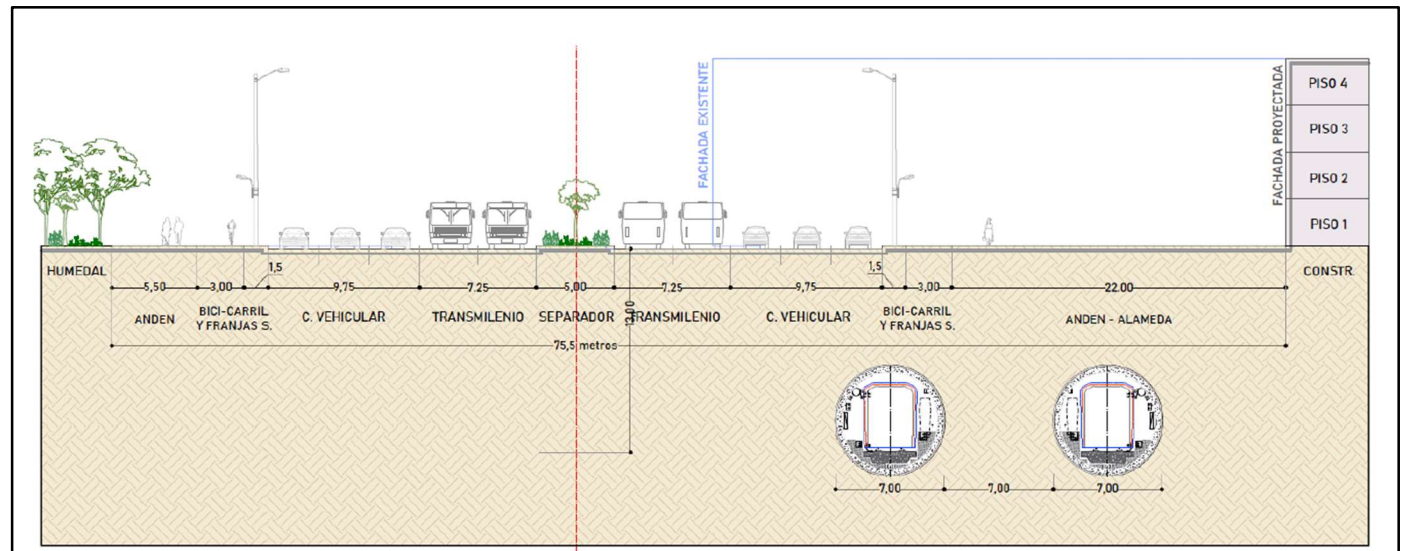 FACHADA EXISTENTE
FACHADA PROYECTADA
PISO 4
PISO 3
PISO 2
PISO 1
HUMEDAL
CONSTR.
1,5
1,5
5,50 3,00 9,75 7,25 5,00 7,25 9,75 3,00 22.00
ANDEN
BICI-CARRIL
Y FRANJAS S.
C. VEHICULAR
TRANSMILENIO
SEPARADOR
13,00
TRANSMILENIO
C. VEHICULAR
BICI-CARRIL
Y FRANJAS S.
ANDEN - ALAMEDA
75,5 metros
7,00 7,00 7,00